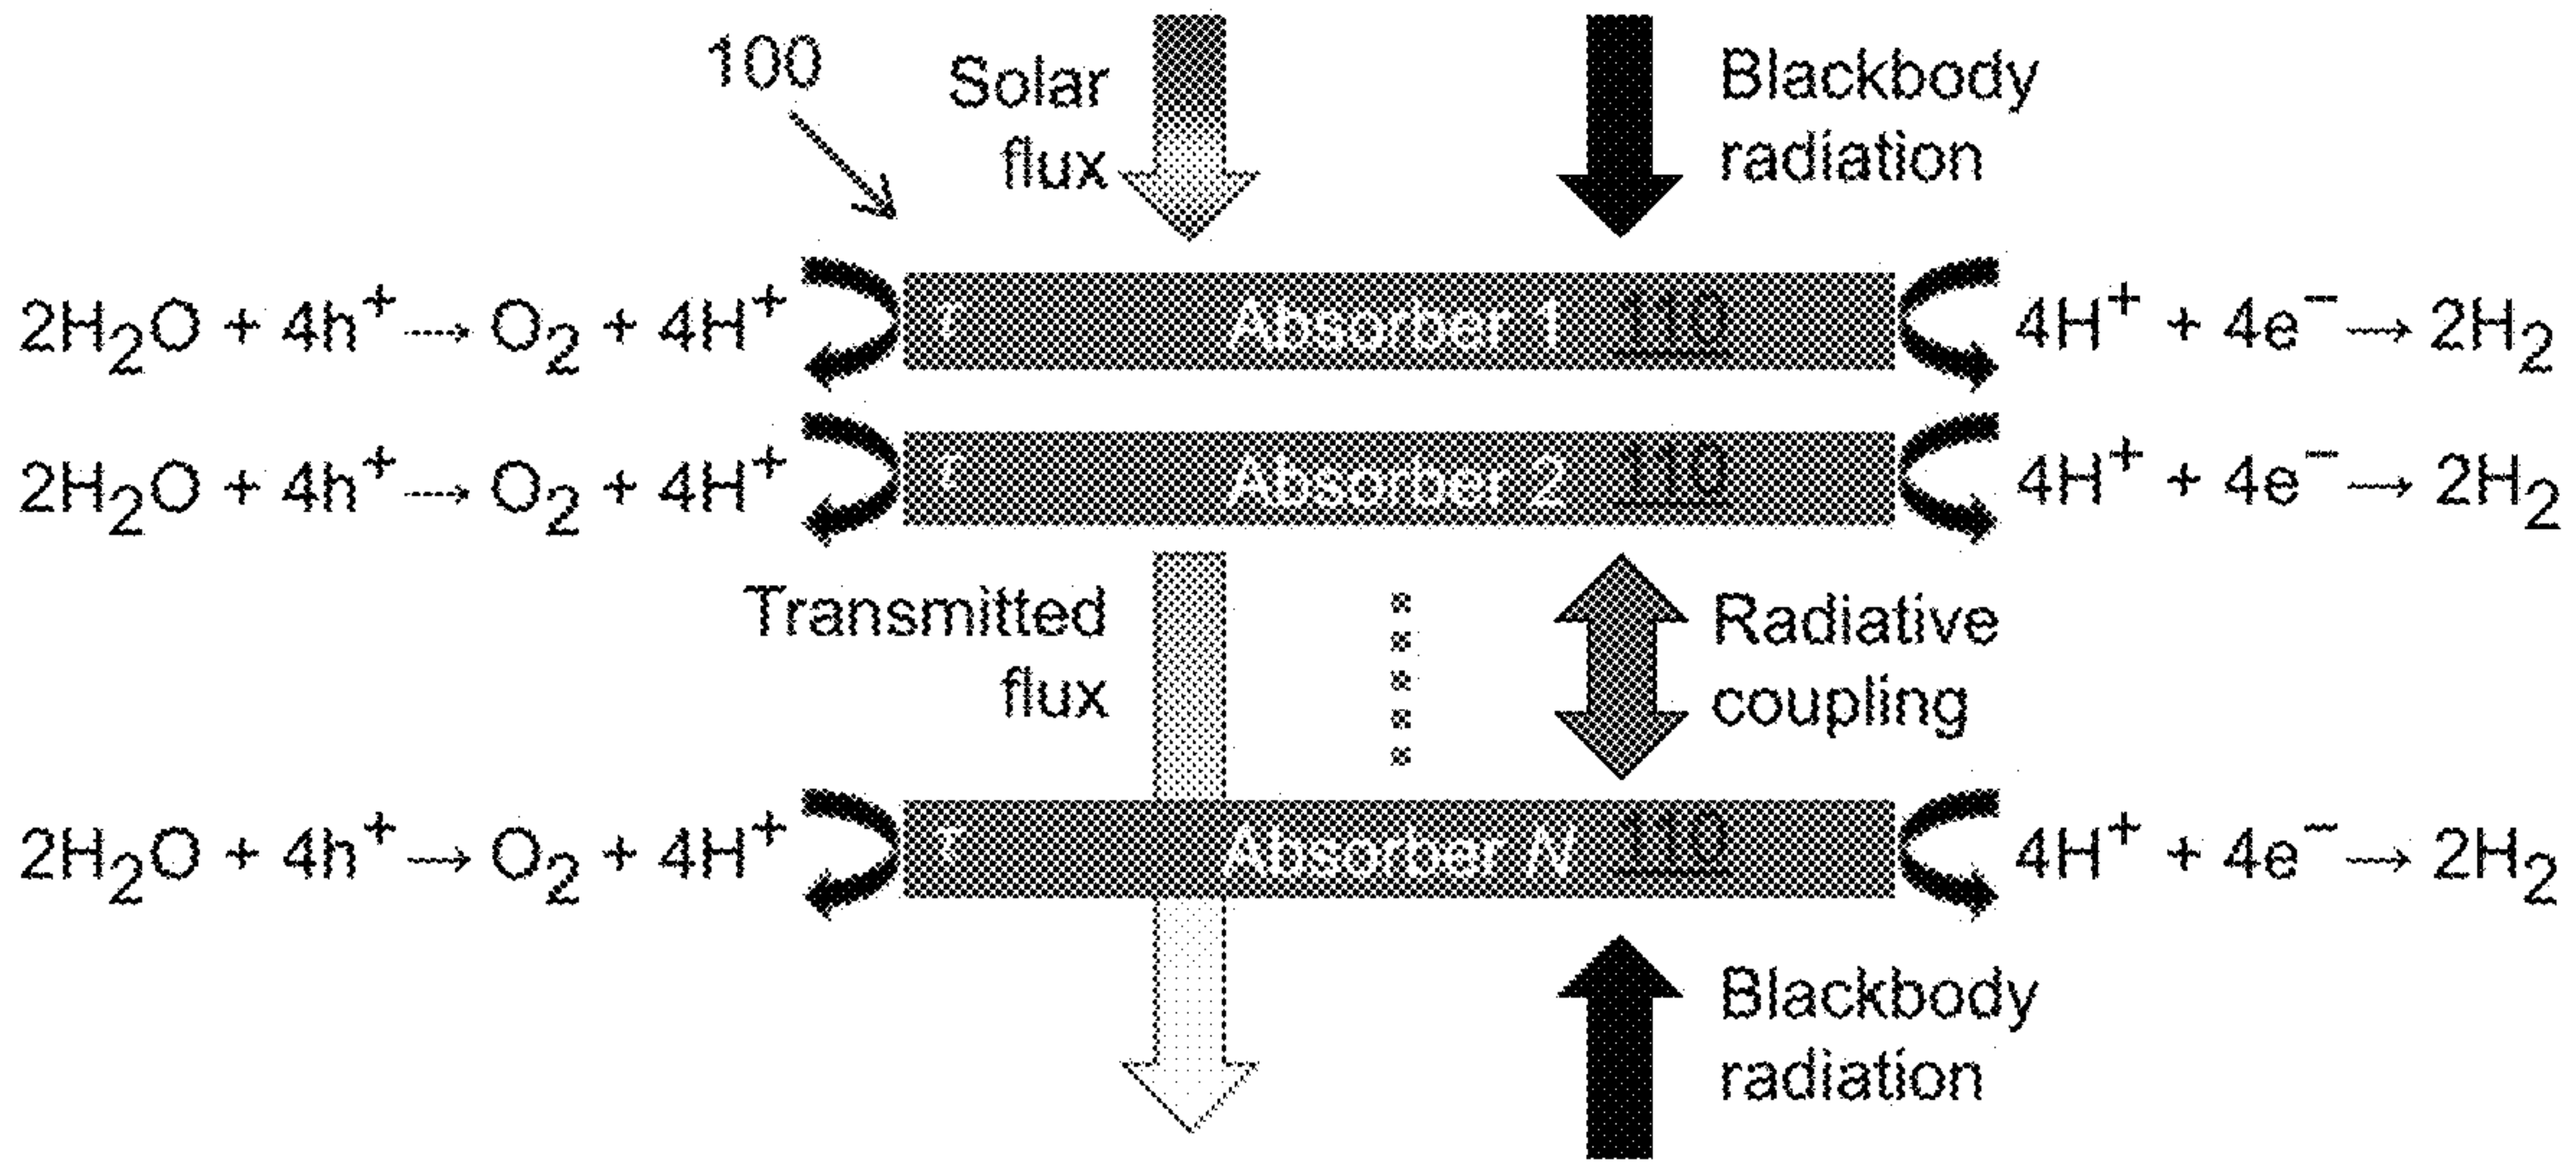 100
Solar
flux
Blackbody
radiation
2H₂O + 4h⁺ → O₂ + 4H⁺
Absorber 1 110
4H⁺ + 4e⁻ → 2H₂
2H₂O + 4h⁺ → O₂ + 4H⁺
Absorber 2 110
4H⁺ + 4e⁻ → 2H₂
Transmitted
flux
Radiative
coupling
2H₂O + 4h⁺ → O₂ + 4H⁺
Absorber N 110
4H⁺ + 4e⁻ → 2H₂
Blackbody
radiation